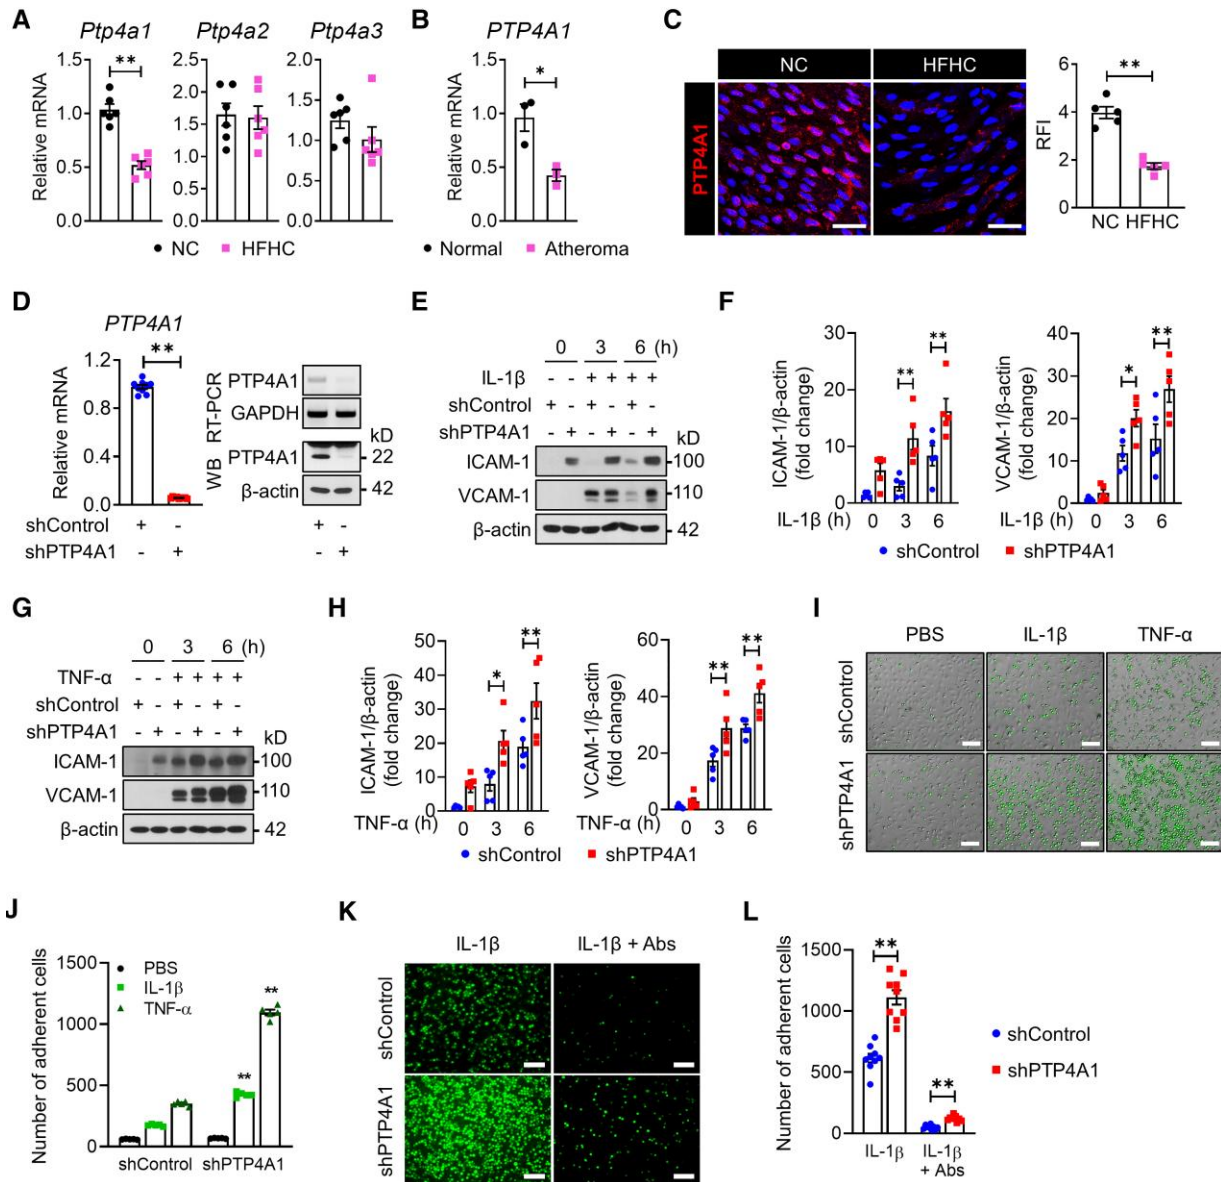 A
Ptp4a1
Ptp4a2
Ptp4a3
Relative mRNA
1.5
1.0
0.5
0.0
**
2.5
2.0
1.5
1.0
0.5
0.0
2.0
1.5
1.0
0.5
0.0
NC
HFHC
B
PTP4A1
Relative mRNA
1.5
1.0
0.5
0.0
*
Normal
Atheroma
C
NC
HFHC
PTP4A1
RFI
6
4
2
0
**
NC HFHC
D
PTP4A1
Relative mRNA
1.2
0.9
0.6
0.3
0.0
**
shControl + -
shPTP4A1 - +
RT-PCR
PTP4A1
GAPDH
WB
kD
PTP4A1 22
β-actin 42
+ -
- +
E
0 3 6 (h)
IL-1β - - + + + +
shControl + - + - + -
shPTP4A1 - + - + - +
kD
ICAM-1 100
VCAM-1 110
β-actin 42
F
ICAM-1/β-actin
(fold change)
30
20
10
0
**
**
IL-1β (h) 0 3 6
VCAM-1/β-actin
(fold change)
40
30
20
10
0
*
**
IL-1β (h) 0 3 6
shControl
shPTP4A1
G
0 3 6 (h)
TNF-α - - + + + +
shControl + - + - + -
shPTP4A1 - + - + - +
kD
ICAM-1 100
VCAM-1 110
β-actin 42
H
ICAM-1/β-actin
(fold change)
50
40
30
20
10
0
*
**
TNF-α (h) 0 3 6
VCAM-1/β-actin
(fold change)
60
40
20
0
**
**
TNF-α (h) 0 3 6
shControl
shPTP4A1
I
PBS
IL-1β
TNF-α
shControl
shPTP4A1
J
Number of adherent cells
1500
1000
500
0
PBS
IL-1β
TNF-α
**
**
shControl shPTP4A1
K
IL-1β
IL-1β + Abs
shControl
shPTP4A1
L
Number of adherent cells
1500
1000
500
0
**
**
IL-1β
IL-1β
+ Abs
shControl
shPTP4A1